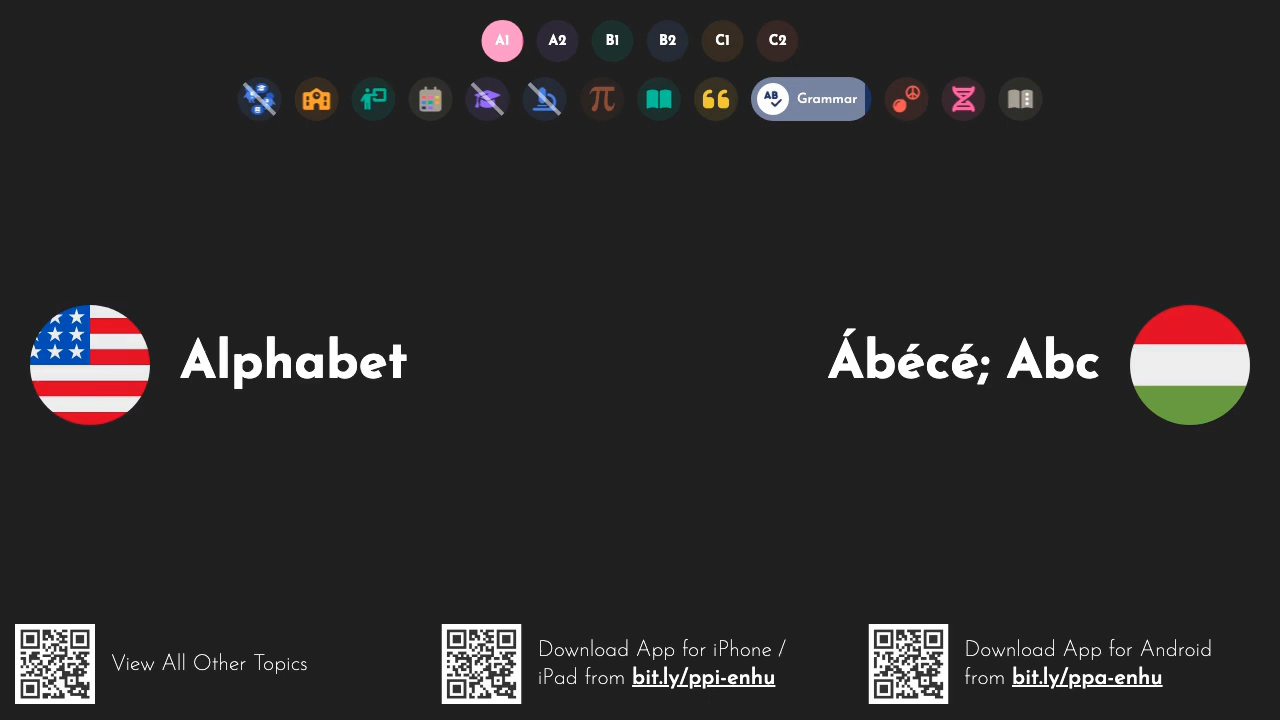 A1 A2 B1 B2 C1 C2
AB Grammar
Alphabet
Ábécé; Abc
View All Other Topics
Download App for iPhone /
iPad from bit.ly/ppi-enhu
Download App for Android
from bit.ly/ppa-enhu